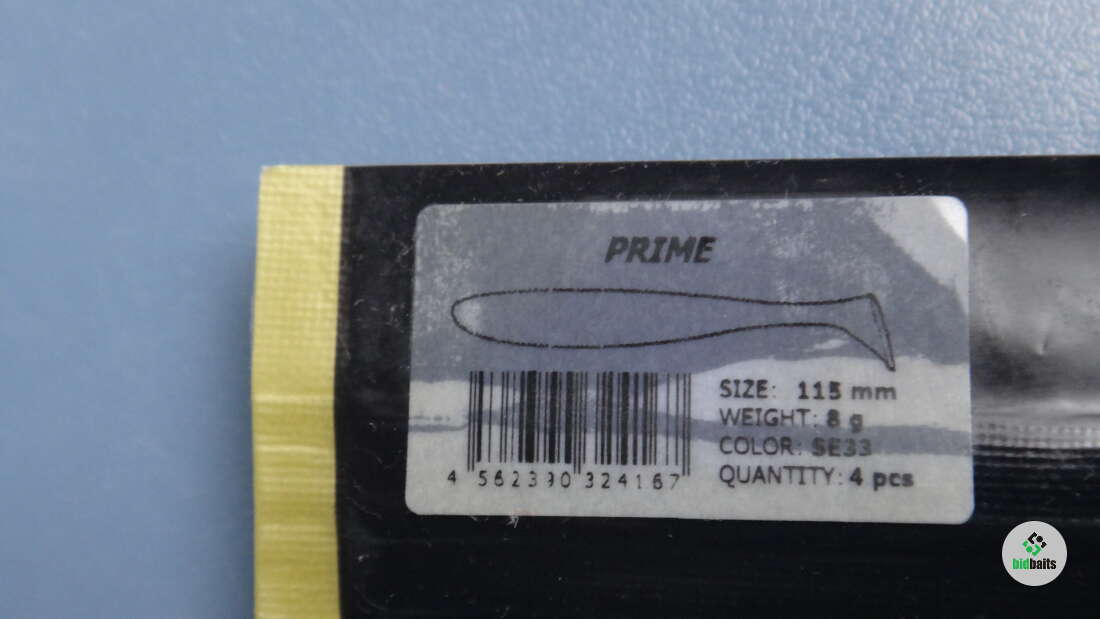 PRIME
SIZE: 115 mm
WEIGHT: 8 g
COLOR: SE33
QUANTITY: 4 pcs
4 562390 324167
bidbaits